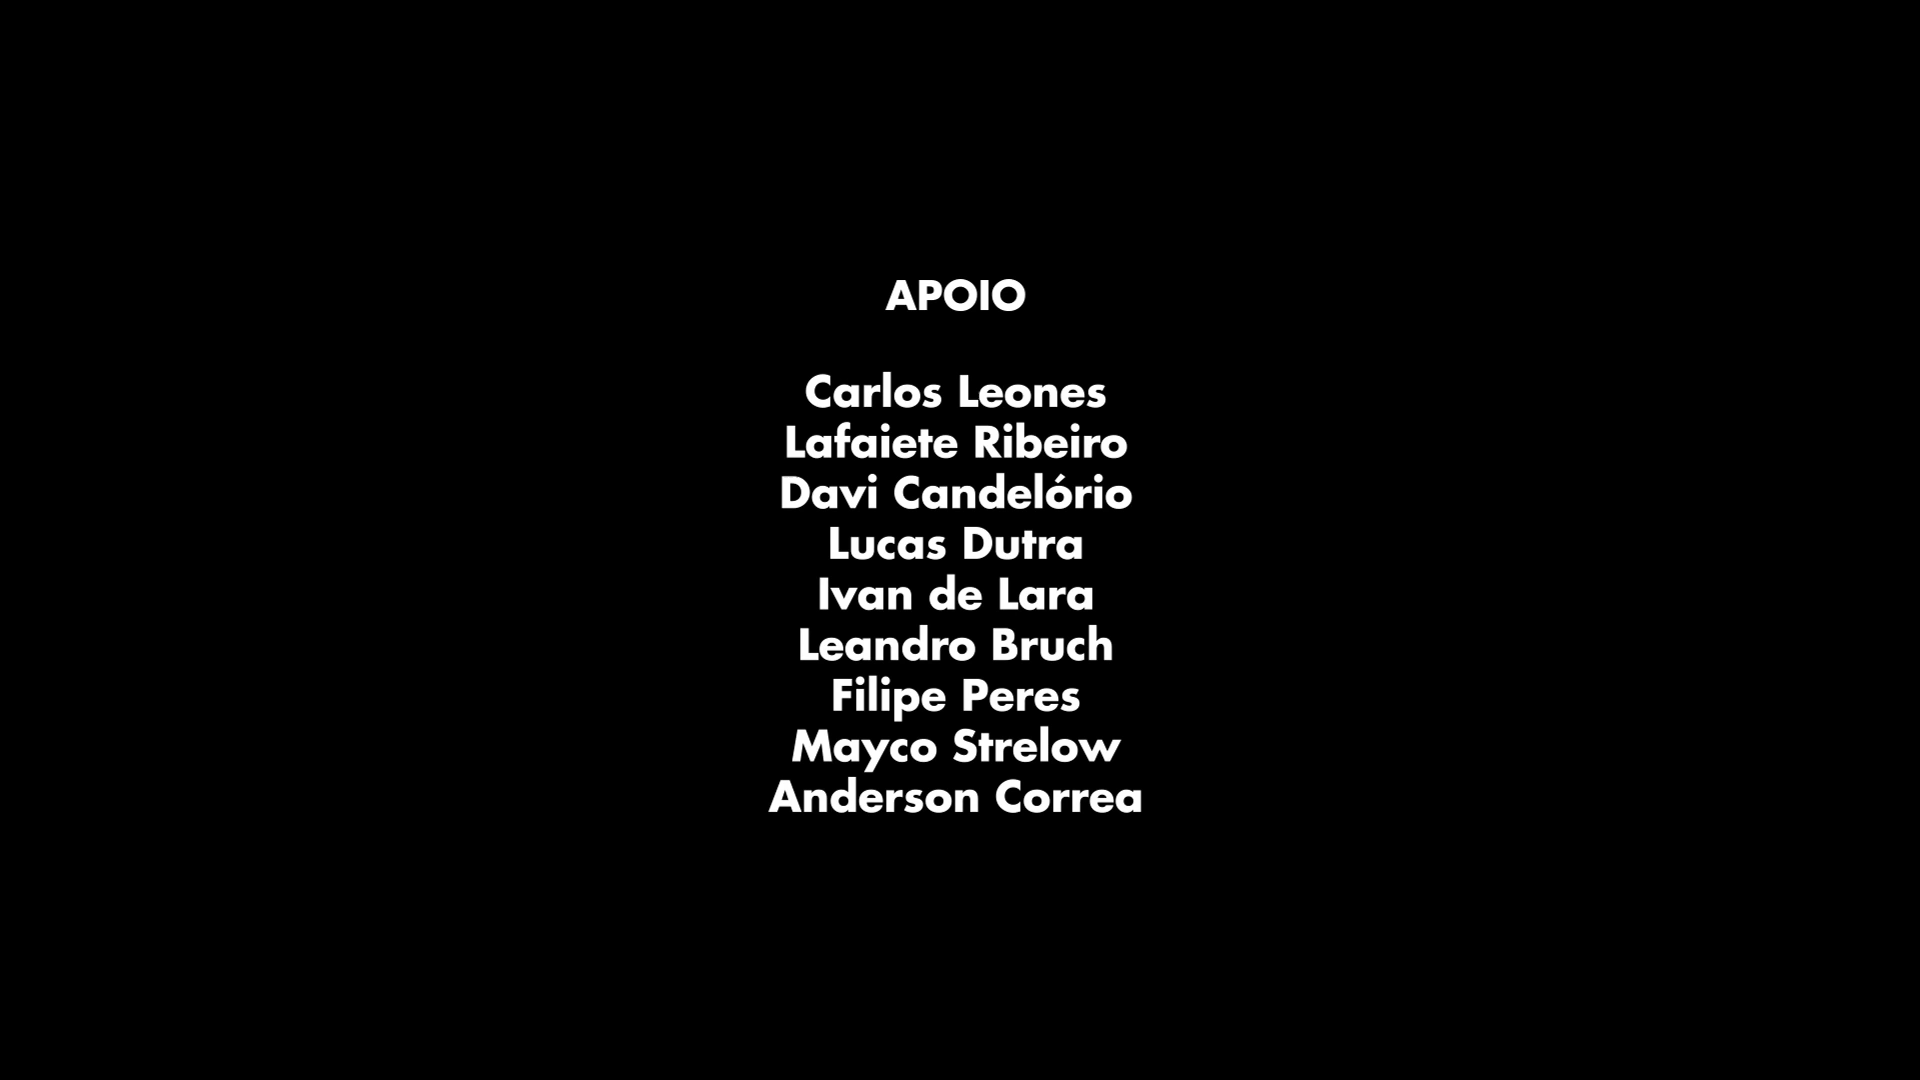 APOIO
Carlos Leones
Lafaiete Ribeiro
Davi Candelório
Lucas Dutra
Ivan de Lara
Leandro Bruch
Filipe Peres
Mayco Strelow
Anderson Correa